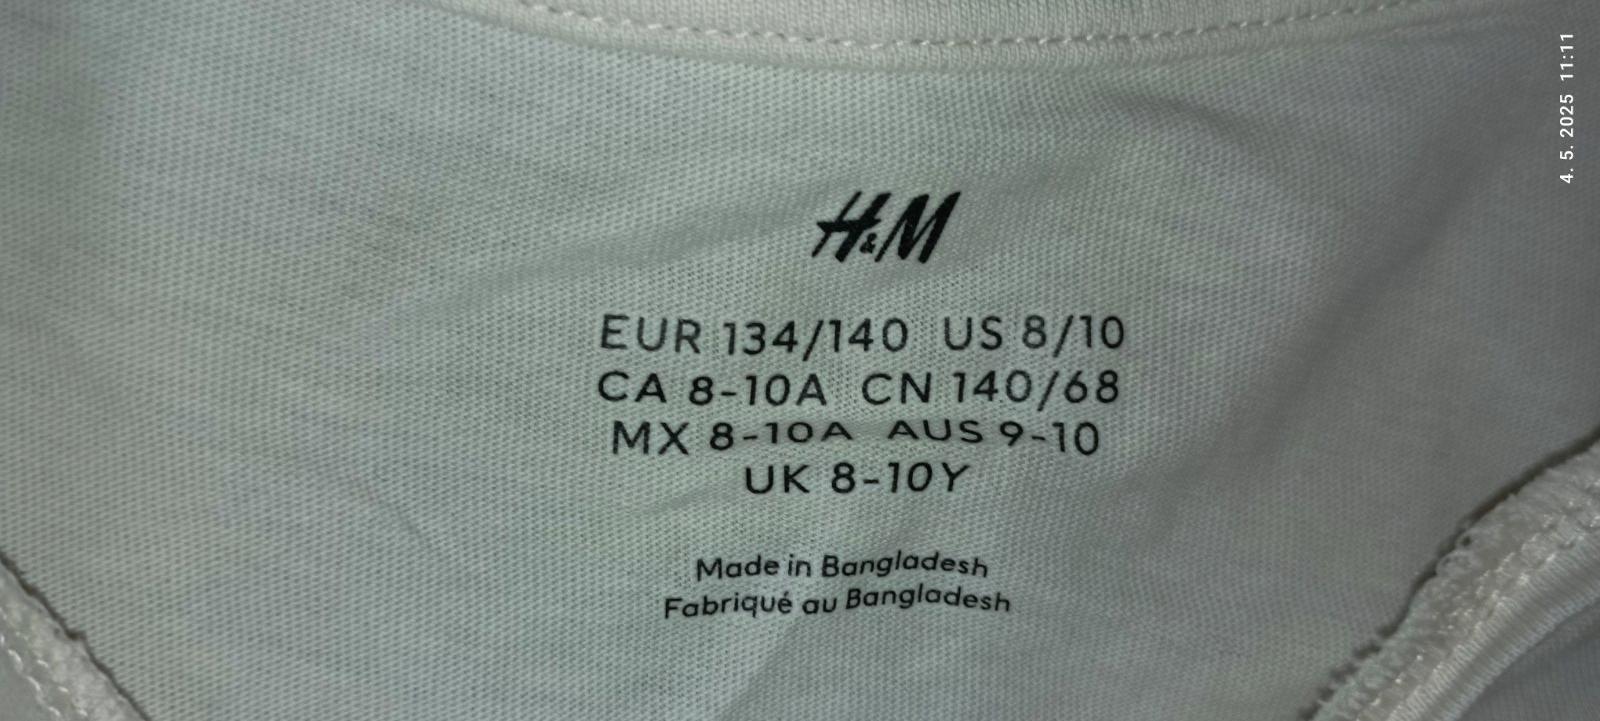 H&M
EUR 134/140 US 8/10
CA 8-10A CN 140/68
MX 8-10A AUS 9-10
UK 8-10Y
Made in Bangladesh
Fabriqué au Bangladesh
4. 5. 2025 11:11